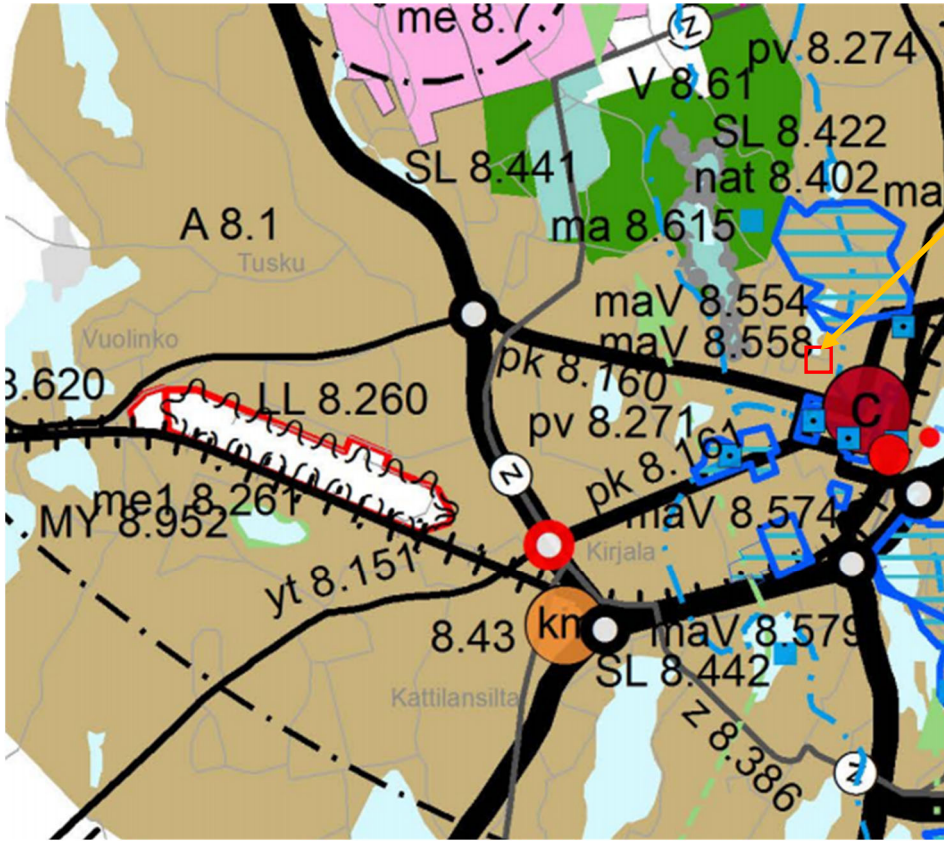 me 8.7
Z
pv 8.274
V 8.61
SL 8.422
SL 8.441
nat 8.402
ma
A 8.1
ma 8.615
Tusku
maV 8.554
Vuolinko
maV 8.558
pk 8.160
8.620
LL 8.260
C
pv 8.271
pk 8.161
Z
me1 8.261
MY 8.952
maV 8.574
Kirjala
yt 8.151
8.43
km
maV 8.579
SL 8.442
Kattilansilta
z 8.386
Z